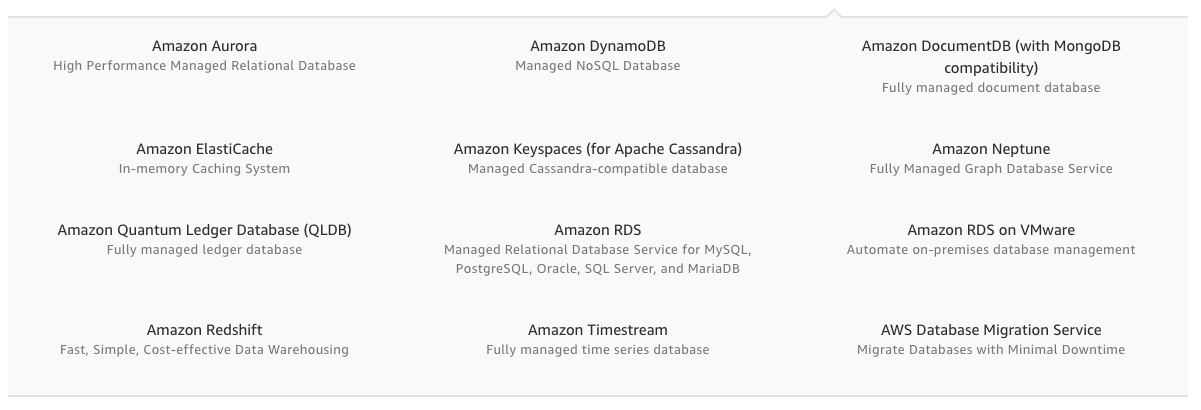 Amazon Aurora
High Performance Managed Relational Database
Amazon DynamoDB
Managed NoSQL Database
Amazon DocumentDB (with MongoDB
compatibility)
Fully managed document database
Amazon ElastiCache
In-memory Caching System
Amazon Keyspaces (for Apache Cassandra)
Managed Cassandra-compatible database
Amazon Neptune
Fully Managed Graph Database Service
Amazon Quantum Ledger Database (QLDB)
Fully managed ledger database
Amazon RDS
Managed Relational Database Service for MySQL,
PostgreSQL, Oracle, SQL Server, and MariaDB
Amazon RDS on VMware
Automate on-premises database management
Amazon Redshift
Fast, Simple, Cost-effective Data Warehousing
Amazon Timestream
Fully managed time series database
AWS Database Migration Service
Migrate Databases with Minimal Downtime